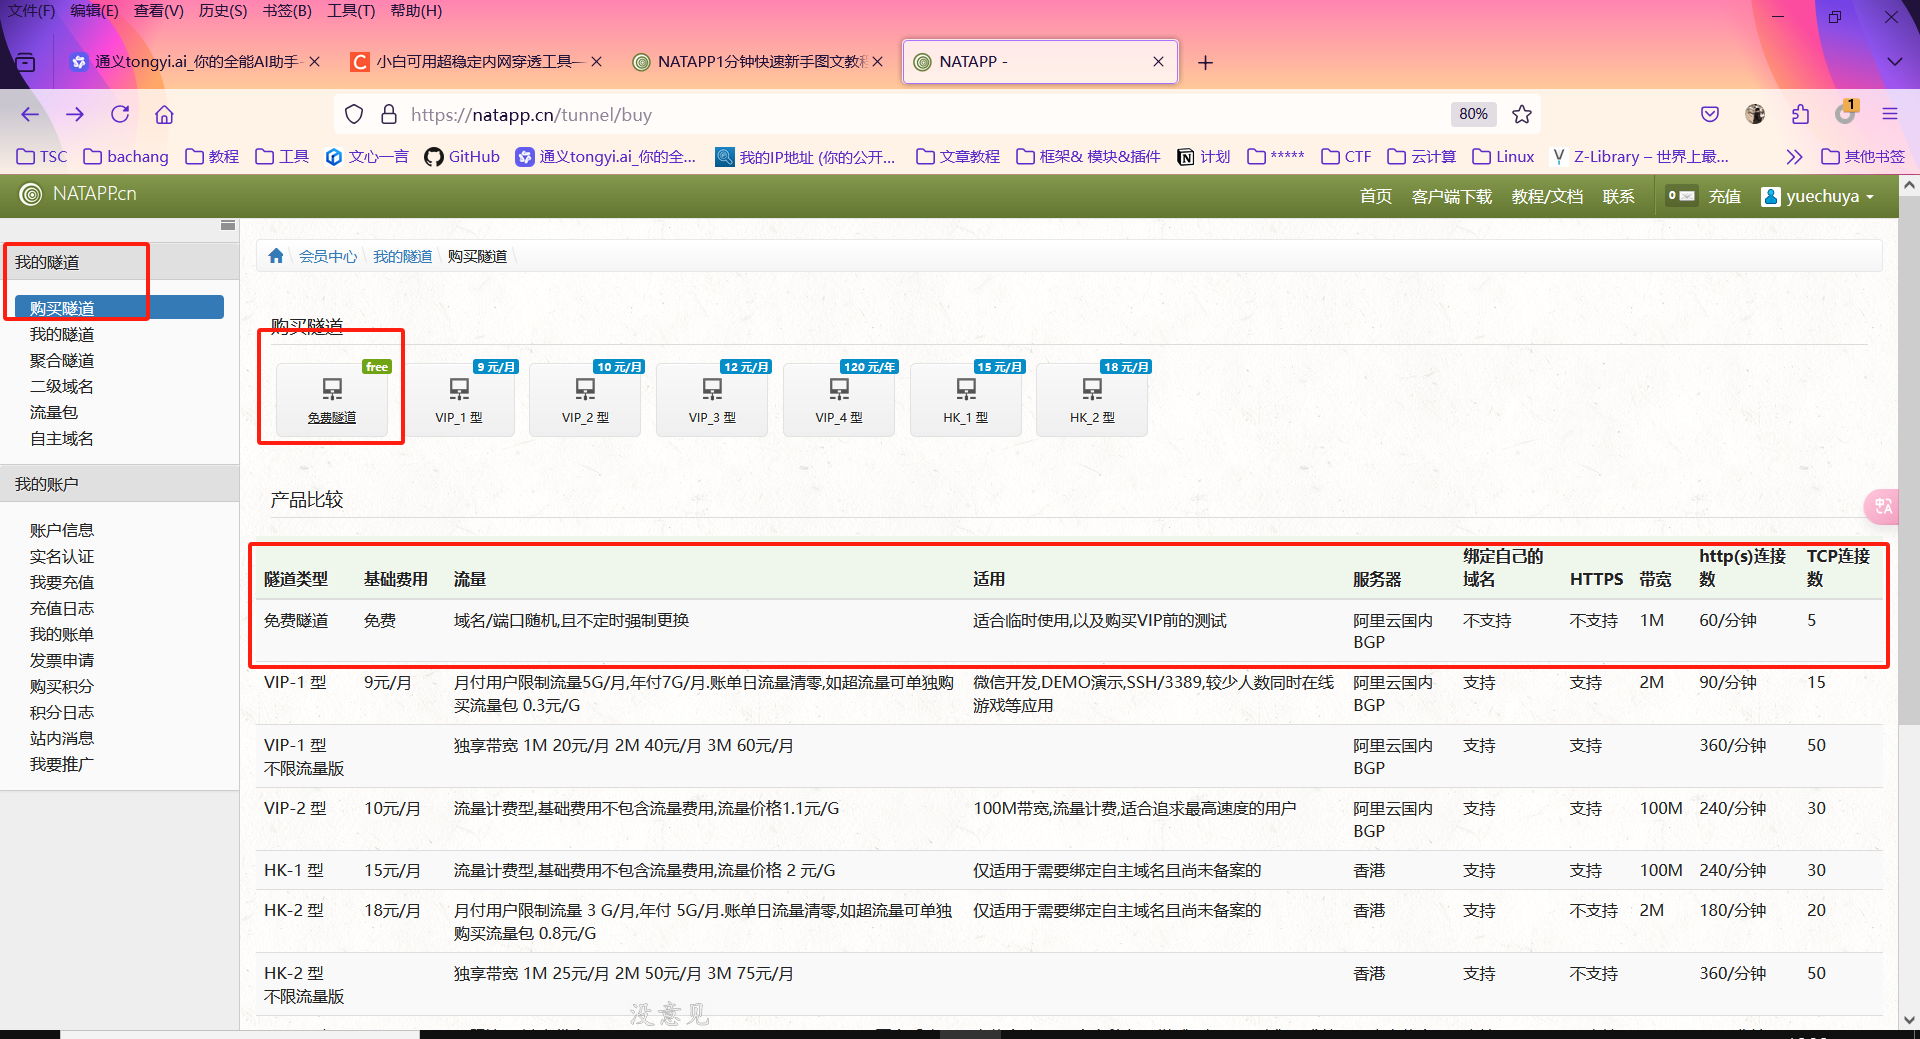 文件(F) 编辑(E) 查看(V) 历史(S) 书签(B) 工具(T) 帮助(H)
通义tongyi.ai_你的全能AI助手-
小白可用超稳定内网穿透工具—
NATAPP1分钟快速新手图文教程
NATAPP -
https://natapp.cn/tunnel/buy
80%
1
TSC bachang 教程 工具 文心一言 GitHub 通义tongyi.ai_你的全... 我的IP地址 (你的公开... 文章教程 框架& 模块&插件 计划 ***** CTF 云计算 Linux Z-Library – 世界上最... 其他书签
NATAPP.cn
首页 客户端下载 教程/文档 联系 0 充值 yuechuya
我的隧道
购买隧道
我的隧道
聚合隧道
二级域名
流量包
自主域名
我的账户
账户信息
实名认证
我要充值
充值日志
我的账单
发票申请
购买积分
积分日志
站内消息
我要推广
会员中心 \ 我的隧道 \ 购买隧道
购买隧道
free 9 元/月 10 元/月 12 元/月 120 元/年 15 元/月 18 元/月
免费隧道 VIP_1 型 VIP_2 型 VIP_3 型 VIP_4 型 HK_1 型 HK_2 型
产品比较
隧道类型 基础费用 流量 适用 服务器 绑定自己的域名 HTTPS 带宽 http(s)连接数 TCP连接数
免费隧道 免费 域名/端口随机,且不定时强制更换 适合临时使用,以及购买VIP前的测试 阿里云国内BGP 不支持 不支持 1M 60/分钟 5
VIP-1 型 9元/月 月付用户限制流量5G/月,年付7G/月.账单日流量清零,如超流量可单独购买流量包 0.3元/G 微信开发,DEMO演示,SSH/3389,较少人数同时在线游戏等应用 阿里云国内BGP 支持 支持 2M 90/分钟 15
VIP-1 型 不限流量版 独享带宽 1M 20元/月 2M 40元/月 3M 60元/月 阿里云国内BGP 支持 支持 360/分钟 50
VIP-2 型 10元/月 流量计费型,基础费用不包含流量费用,流量价格1.1元/G 100M带宽,流量计费,适合追求最高速度的用户 阿里云国内BGP 支持 支持 100M 240/分钟 30
HK-1 型 15元/月 流量计费型,基础费用不包含流量费用,流量价格 2 元/G 仅适用于需要绑定自主域名且尚未备案的 香港 支持 支持 100M 240/分钟 30
HK-2 型 18元/月 月付用户限制流量 3 G/月,年付 5G/月.账单日流量清零,如超流量可单独购买流量包 0.8元/G 仅适用于需要绑定自主域名且尚未备案的 香港 支持 不支持 2M 180/分钟 20
HK-2 型 不限流量版 独享带宽 1M 25元/月 2M 50元/月 3M 75元/月 香港 支持 不支持 360/分钟 50
没意见